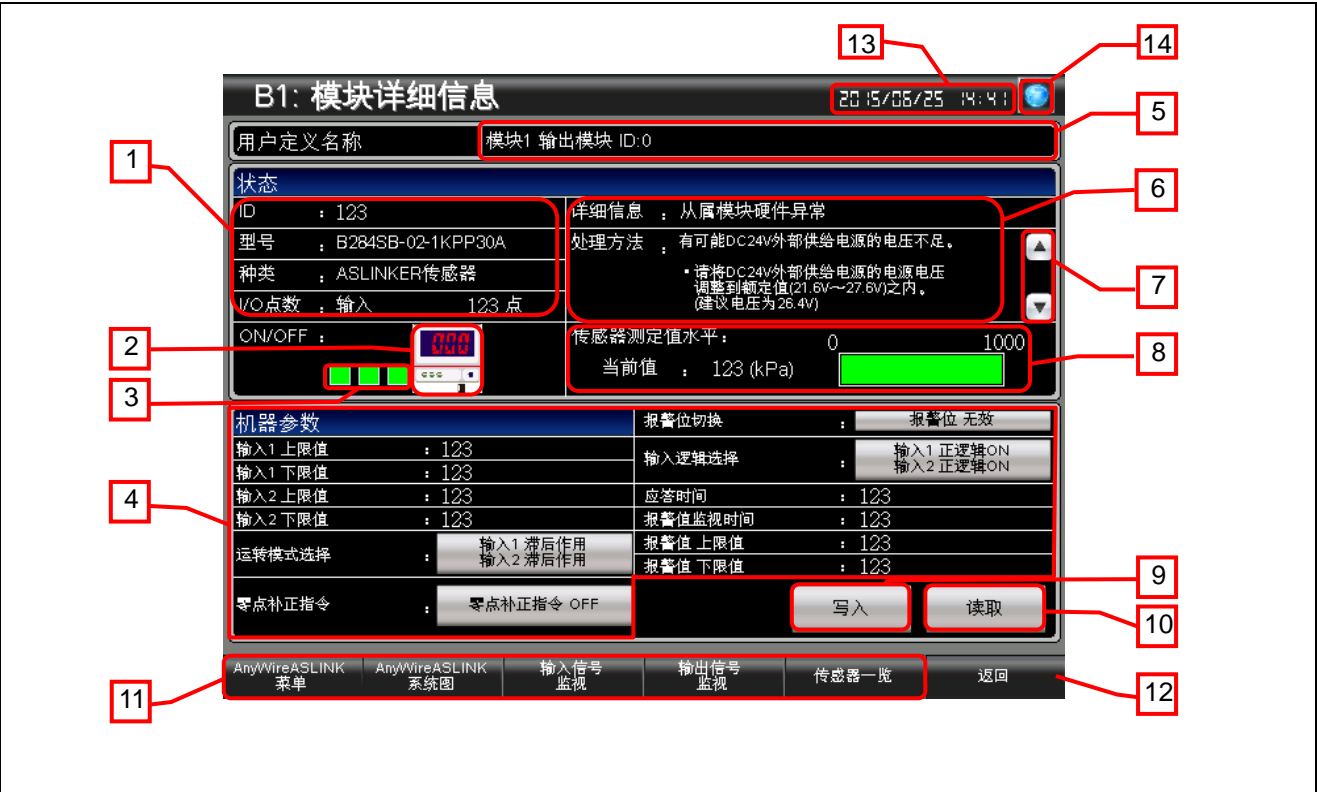 13
14
B1: 模块详细信息
2015/06/25 14:41
5
用户定义名称
模块1 输出模块 ID:0
1
状态
6
ID : 123
详细信息 : 从属模块硬件异常
型号 : B284SB-02-1KPP30A
处理方法 : 有可能DC24V外部供给电源的电压不足。
种类 : ASLINKER传感器
・请将DC24V外部供给电源的电源电压
调整到额定值(21.6V～27.6V)之内。
(建议电压为26.4V)
7
I/O点数 : 输入 123 点
ON/OFF :
000
传感器测定值水平:
0 1000
2
8
当前值 : 123 (kPa)
3
机器参数
报警位切换 : 报警位 无效
输入1 上限值 : 123
输入逻辑选择 : 输入1 正逻辑ON
输入2 正逻辑ON
输入1 下限值 : 123
4
输入2 上限值 : 123
应答时间 : 123
输入2 下限值 : 123
报警值监视时间 : 123
运转模式选择 : 输入1 滞后作用
输入2 滞后作用
报警值 上限值 : 123
报警值 下限值 : 123
9
零点补正指令 : 零点补正指令 OFF
写入
读取
10
AnyWireASLINK
菜单
AnyWireASLINK
系统图
输入信号
监视
输出信号
监视
传感器一览
返回
11
12